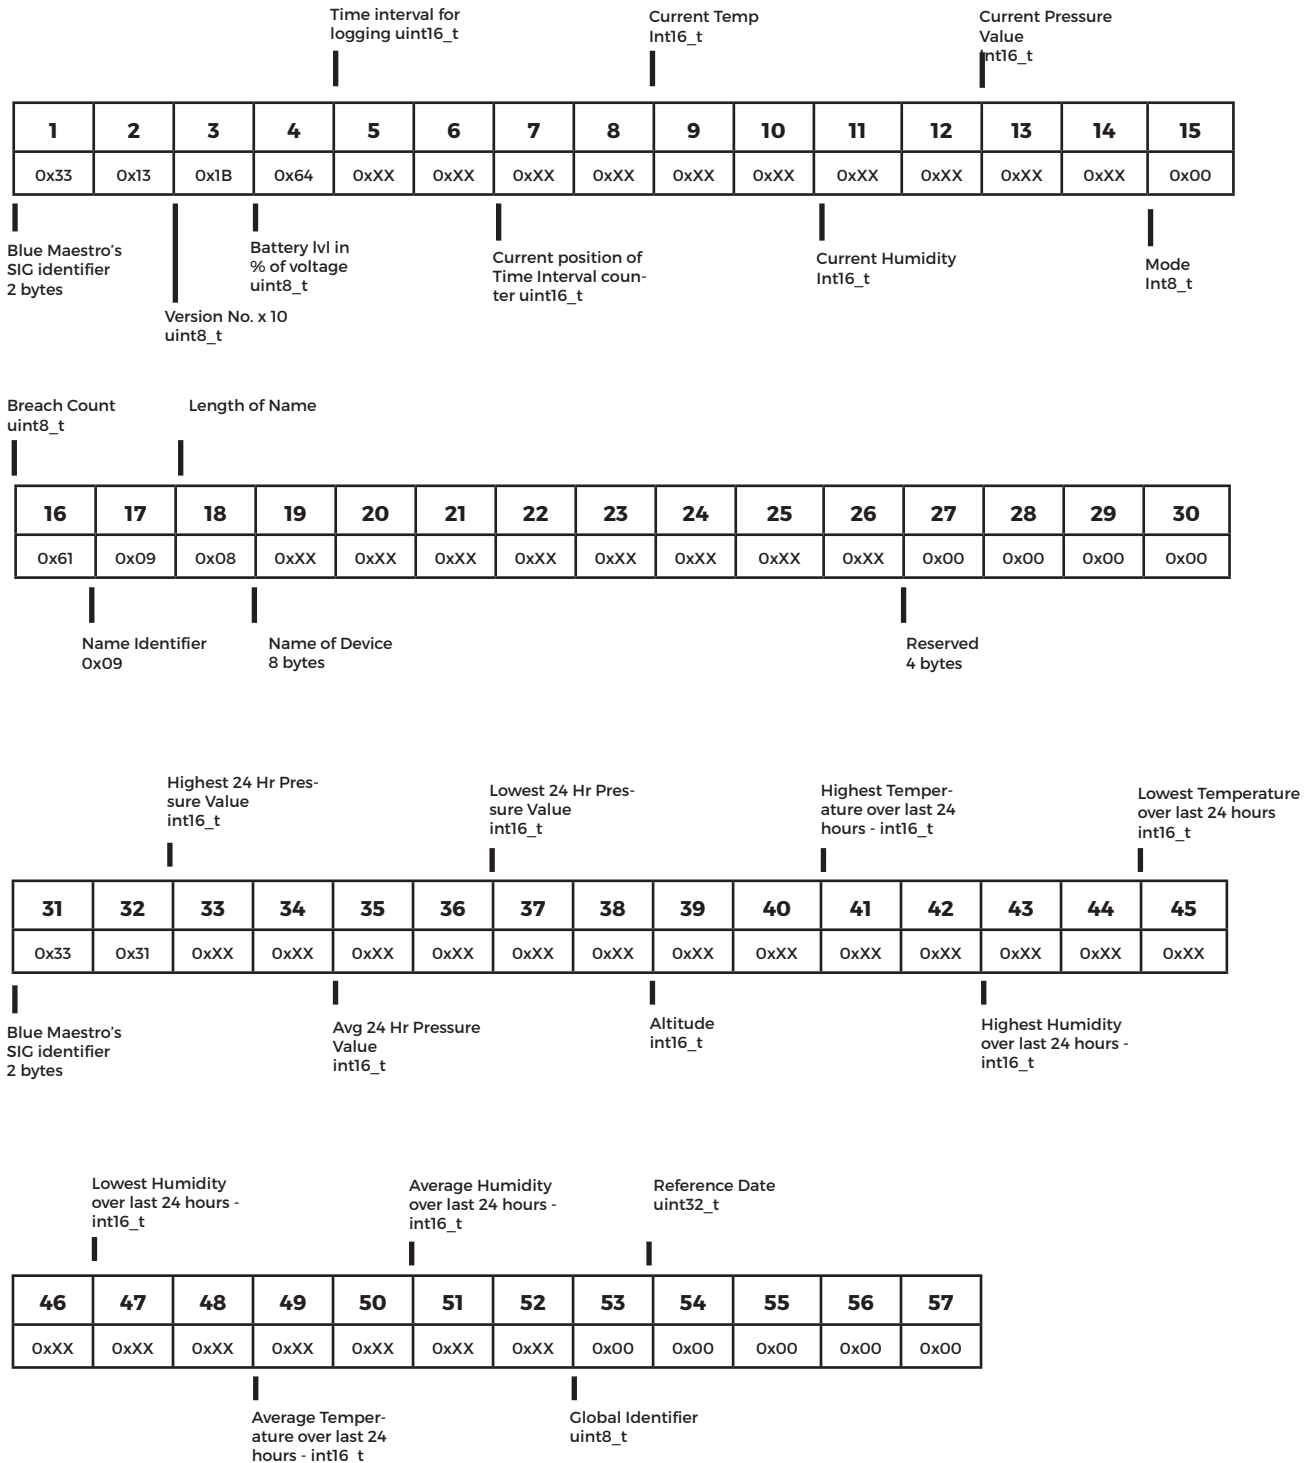 Time interval for
logging uint16_t
Current Temp
Int16_t
Current Pressure
Value
Int16_t
1 2 3 4 5 6 7 8 9 10 11 12 13 14 15
0x33 0x13 0x1B 0x64 0xXX 0xXX 0xXX 0xXX 0xXX 0xXX 0xXX 0xXX 0xXX 0xXX 0x00
Blue Maestro's
SIG identifier
2 bytes
Version No. x 10
uint8_t
Battery lvl in
% of voltage
uint8_t
Current position of
Time Interval coun-
ter uint16_t
Current Humidity
Int16_t
Mode
Int8_t
Breach Count
uint8_t
Length of Name
16 17 18 19 20 21 22 23 24 25 26 27 28 29 30
0x61 0x09 0x08 0xXX 0xXX 0xXX 0xXX 0xXX 0xXX 0xXX 0xXX 0x00 0x00 0x00 0x00
Name Identifier
0x09
Name of Device
8 bytes
Reserved
4 bytes
Highest 24 Hr Pres-
sure Value
int16_t
Lowest 24 Hr Pres-
sure Value
int16_t
Highest Temper-
ature over last 24
hours - int16_t
Lowest Temperature
over last 24 hours
int16_t
31 32 33 34 35 36 37 38 39 40 41 42 43 44 45
0x33 0x31 0xXX 0xXX 0xXX 0xXX 0xXX 0xXX 0xXX 0xXX 0xXX 0xXX 0xXX 0xXX 0xXX
Blue Maestro's
SIG identifier
2 bytes
Avg 24 Hr Pressure
Value
int16_t
Altitude
int16_t
Highest Humidity
over last 24 hours -
int16_t
Lowest Humidity
over last 24 hours -
int16_t
Average Humidity
over last 24 hours -
int16_t
Reference Date
uint32_t
46 47 48 49 50 51 52 53 54 55 56 57
0xXX 0xXX 0xXX 0xXX 0xXX 0xXX 0xXX 0x00 0x00 0x00 0x00 0x00
Average Temper-
ature over last 24
hours - int16_t
Global Identifier
uint8_t